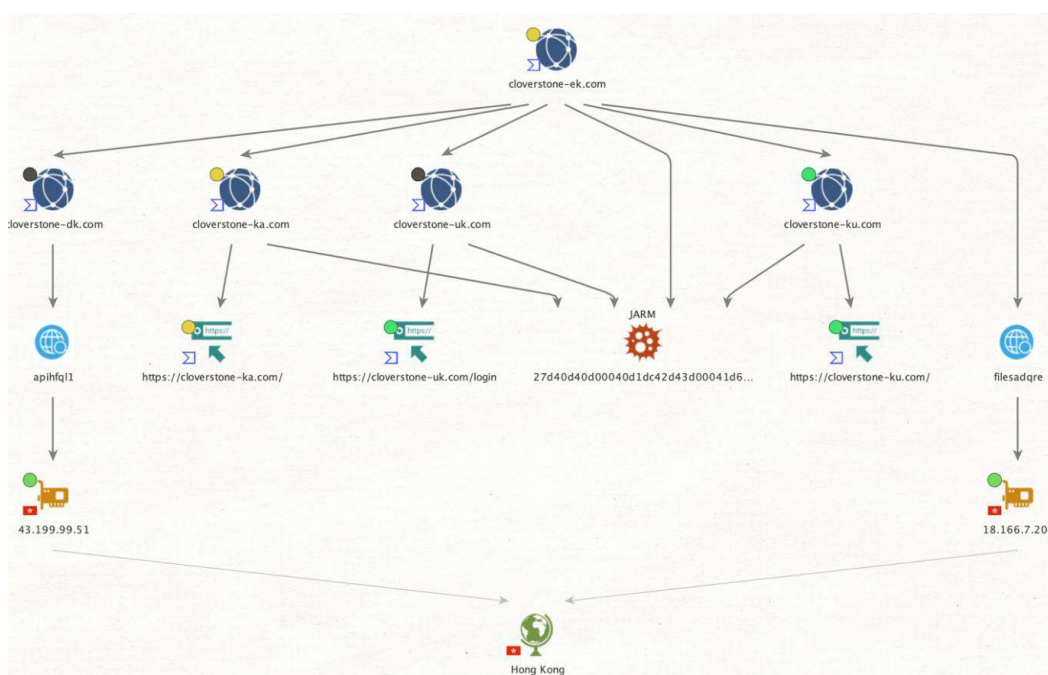 cloverstone-ek.com
cloverstone-dk.com
cloverstone-ka.com
cloverstone-uk.com
cloverstone-ku.com
JARM
https://
https://
https://
apihfql1
https://cloverstone-ka.com/
https://cloverstone-uk.com/login
27d40d40d00040d1dc42d43d00041d6...
https://cloverstone-ku.com/
filesadqre
43.199.99.51
18.166.7.20
Hong Kong